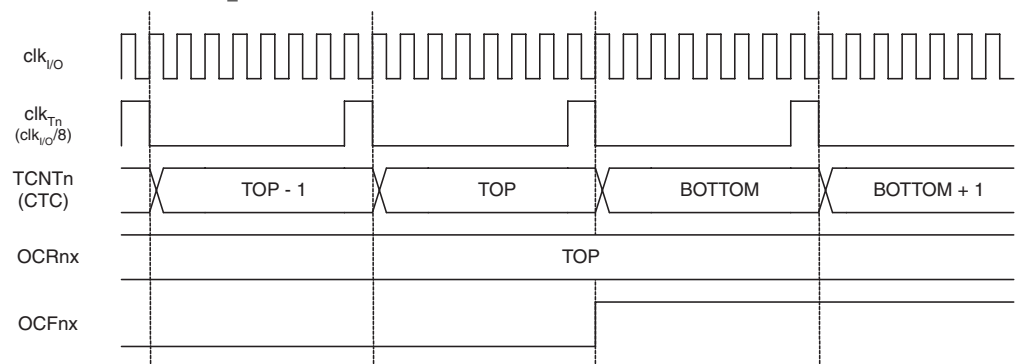 clkI/O
clkTn
(clkI/O/8)
TCNTn
(CTC)
TOP - 1
TOP
BOTTOM
BOTTOM + 1
OCRnx
TOP
OCFnx